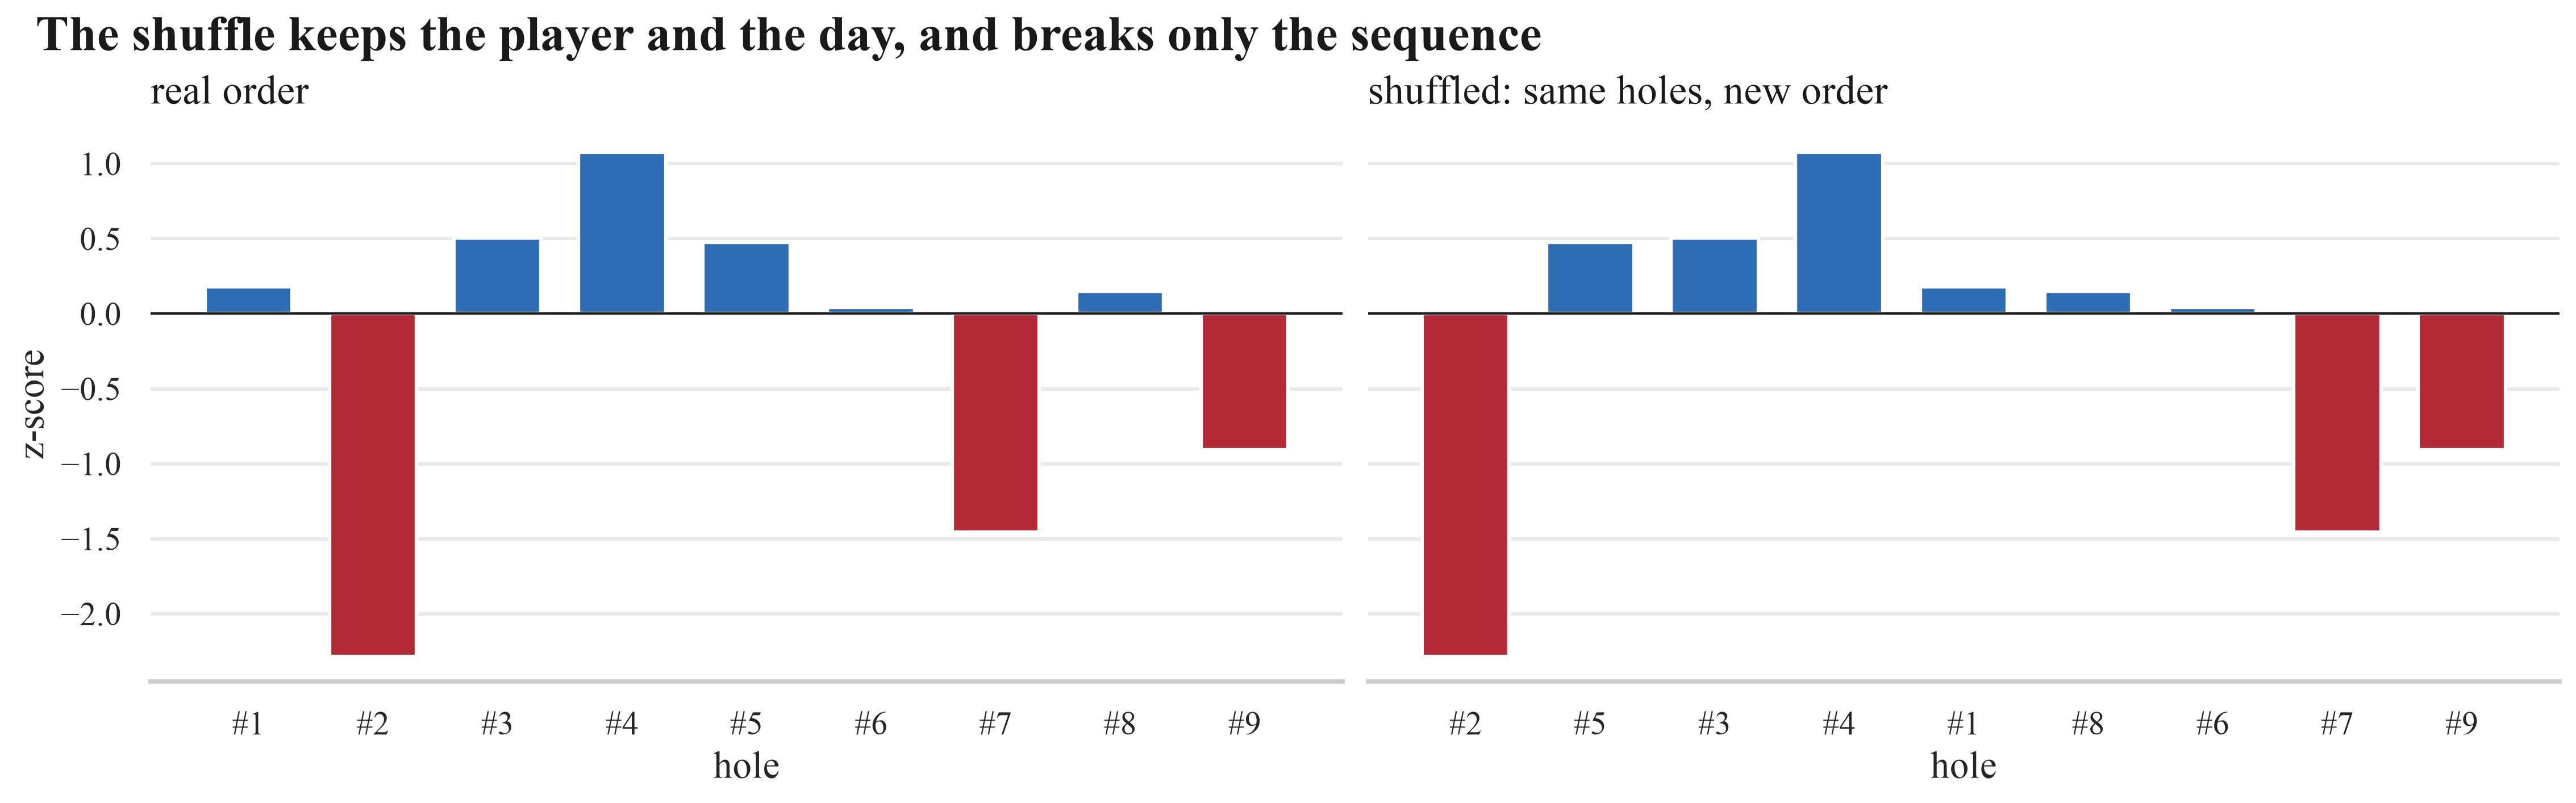 The shuffle keeps the player and the day, and breaks only the sequence
real order
shuffled: same holes, new order
z-score
1.0
0.5
0.0
−0.5
−1.0
−1.5
−2.0
#1 #2 #3 #4 #5 #6 #7 #8 #9
hole
#2 #5 #3 #4 #1 #8 #6 #7 #9
hole